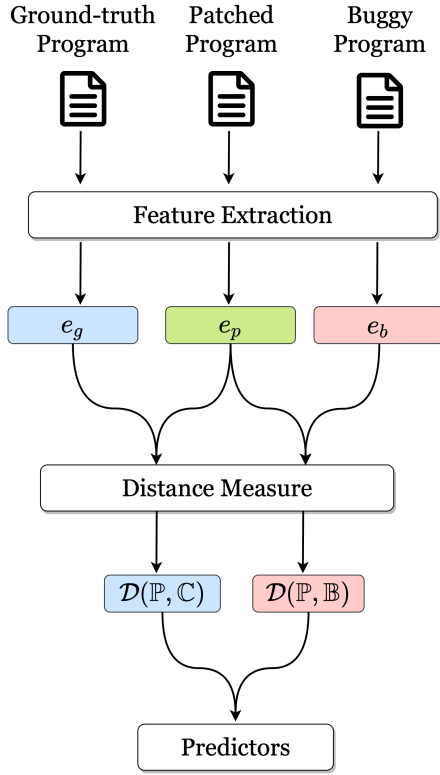 Ground-truth Program
Patched Program
Buggy Program
Feature Extraction
e_g
e_p
e_b
Distance Measure
𝒟(ℙ, ℂ)
𝒟(ℙ, 𝔹)
Predictors